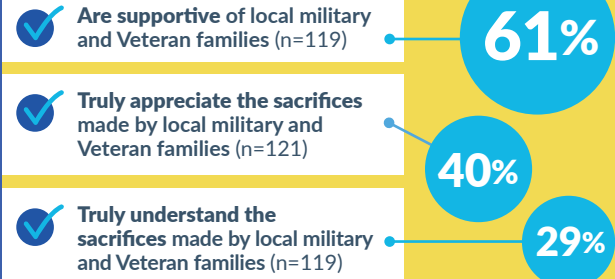 Are supportive of local military
and Veteran families (n=119)
61%
Truly appreciate the sacrifices
made by local military and
Veteran families (n=121)
40%
Truly understand the
sacrifices made by local military
and Veteran families (n=119)
29%